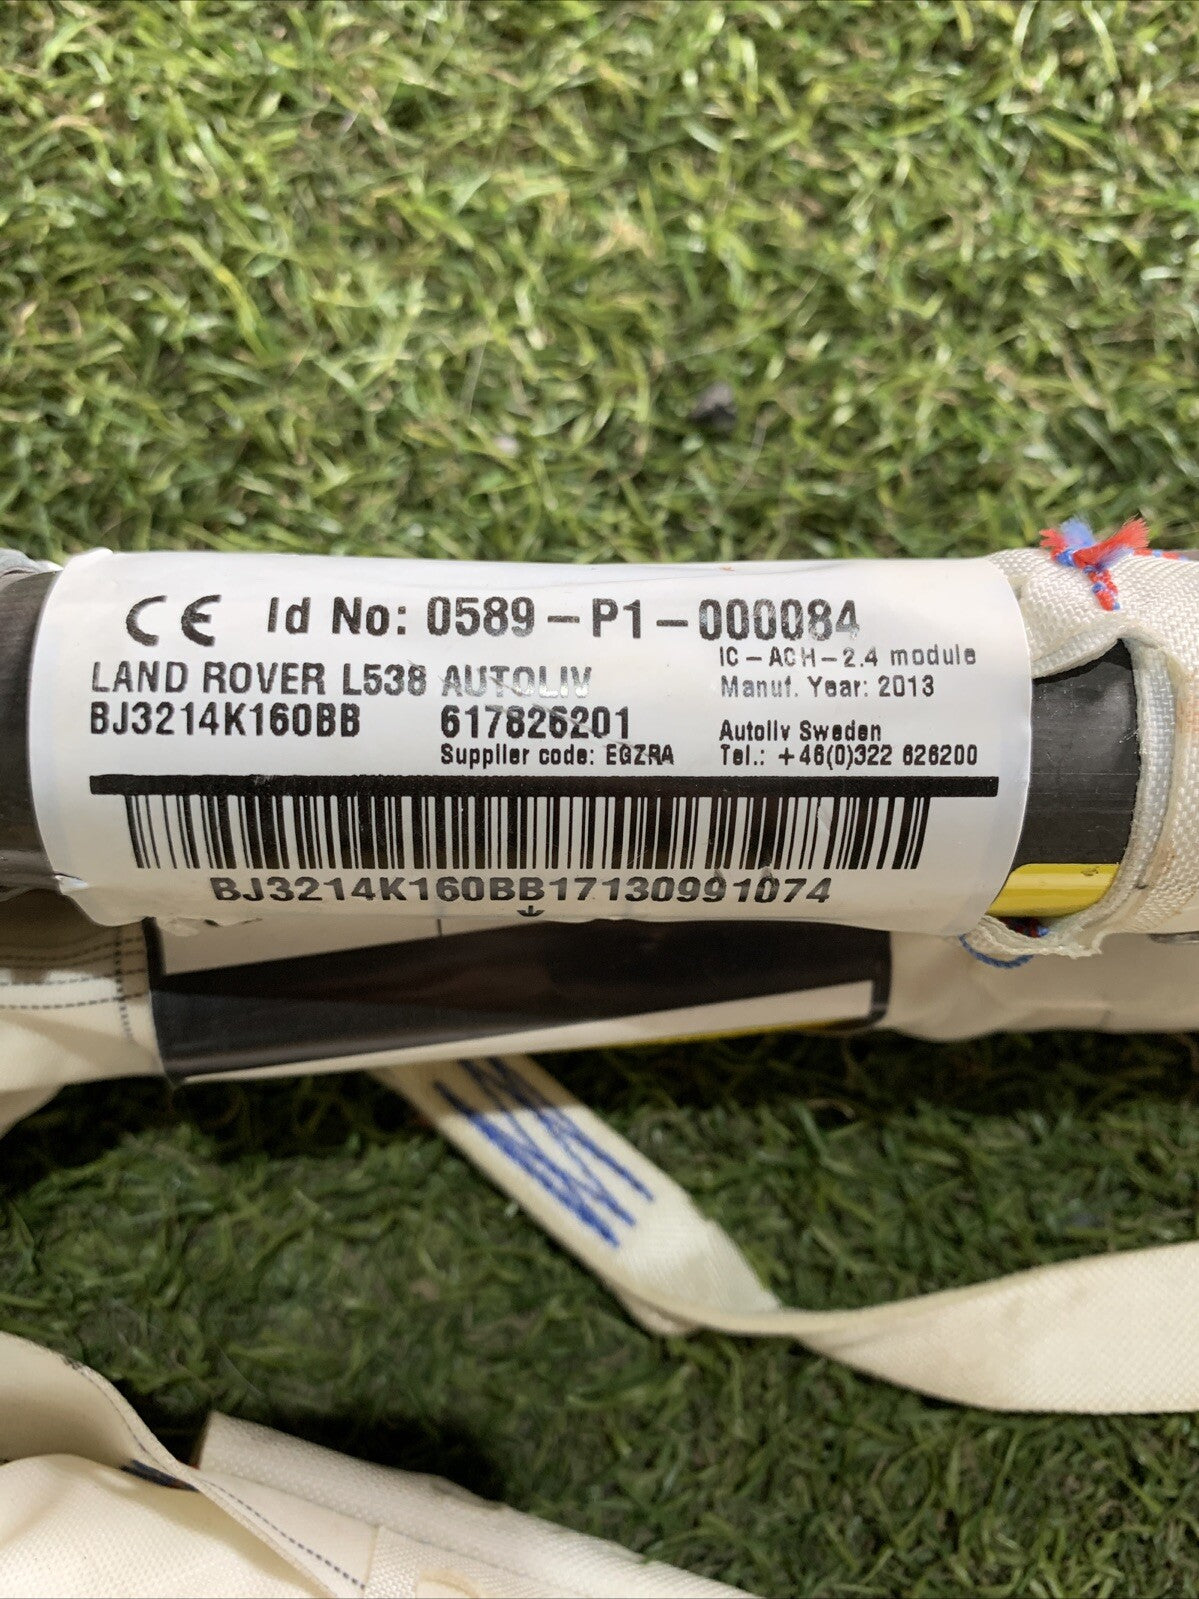 CE Id No: 0589-P1-000084
IC-ACH-2.4 module
LAND ROVER L538 AUTOLIV
Manuf. Year: 2013
BJ3214K160BB 617826201
Autoliv Sweden
Supplier code: EGZRA Tel.: +46(0)322 626200
BJ3214K160BB17130991074